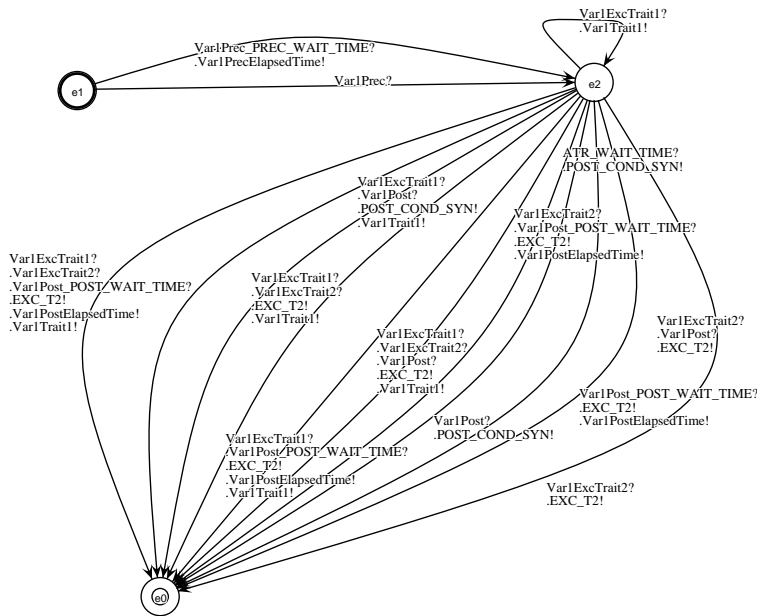 Var1ExcTrait1?
.Var1Trait1!
Var1Prec_PREC_WAIT_TIME?
.Var1PrecElapsedTime!
Var1Prec?
e1
e2
ATR_WAIT_TIME?
.POST_COND_SYN!
Var1ExcTrait1?
.Var1Post?
.POST_COND_SYN!
.Var1Trait1!
Var1ExcTrait2?
.Var1Post_POST_WAIT_TIME?
.EXC_T2!
.Var1PostElapsedTime!
Var1ExcTrait1?
.Var1ExcTrait2?
.Var1Post_POST_WAIT_TIME?
.EXC_T2!
.Var1PostElapsedTime!
.Var1Trait1!
Var1ExcTrait1?
.Var1ExcTrait2?
.EXC_T2!
.Var1Trait1!
Var1ExcTrait1?
.Var1ExcTrait2?
.Var1Post?
.EXC_T2!
.Var1Trait1!
Var1ExcTrait2?
.Var1Post?
.EXC_T2!
Var1Post_POST_WAIT_TIME?
.EXC_T2!
.Var1PostElapsedTime!
Var1Post?
.POST_COND_SYN!
Var1ExcTrait1?
.Var1Post_POST_WAIT_TIME?
.EXC_T2!
.Var1PostElapsedTime!
.Var1Trait1!
Var1ExcTrait2?
.EXC_T2!
e0